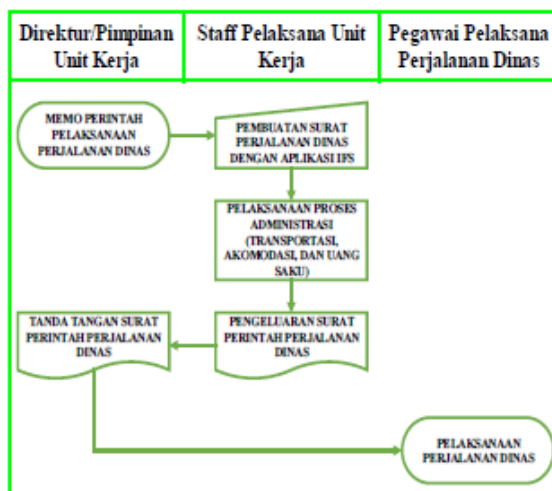 Direktur/Pimpinan
Unit Kerja
Staff Pelaksana Unit
Kerja
Pegawai Pelaksana
Perjalanan Dinas
MEMO PERINTAH
PELAKSANAAN
PERJALANAN DINAS
PEMBUATAN SURAT
PERJALANAN DINAS
DENGAN APLIKASI IFS
PELAKSANAAN PROSES
ADMINISTRASI
(TRANSPORTASI,
AKOMODASI, DAN UANG
SAKU)
TANDA TANGAN SURAT
PERINTAH PERJALANAN
DINAS
PENGELUARAN SURAT
PERINTAH PERJALANAN
DINAS
PELAKSANAAN
PERJALANAN DINAS